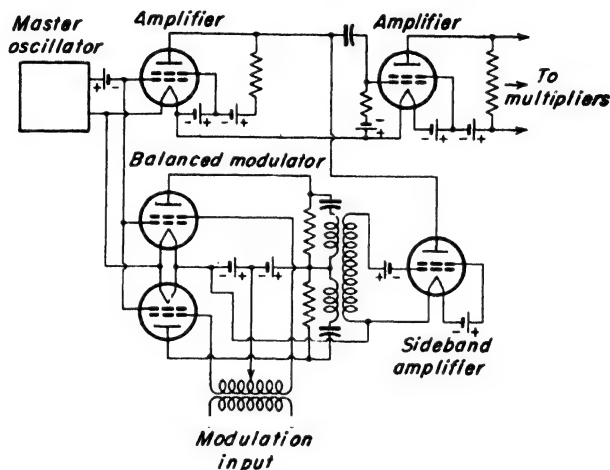 Master
oscillator
Amplifier
Amplifier
To
multipliers
Balanced modulator
Sideband
amplifier
Modulation
input